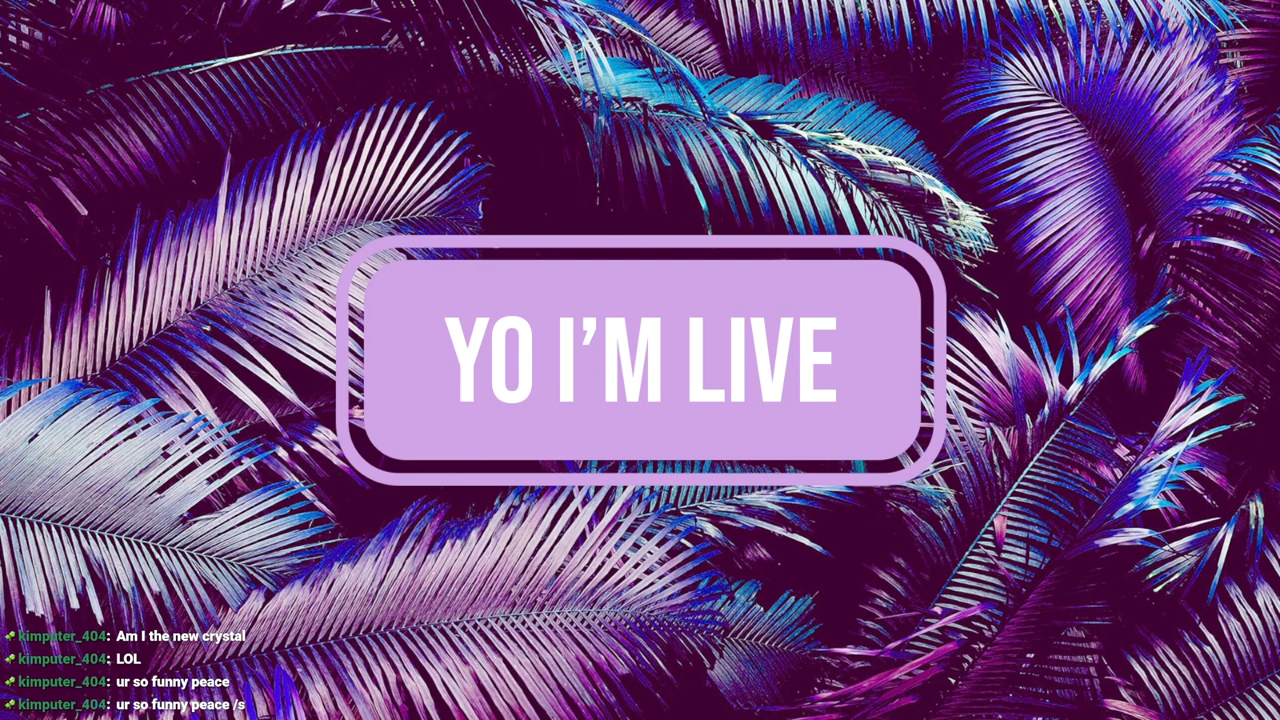 YO I’M LIVE
kimputer_404: Am I the new crystal
kimputer_404: LOL
kimputer_404: ur so funny peace
kimputer_404: ur so funny peace /s